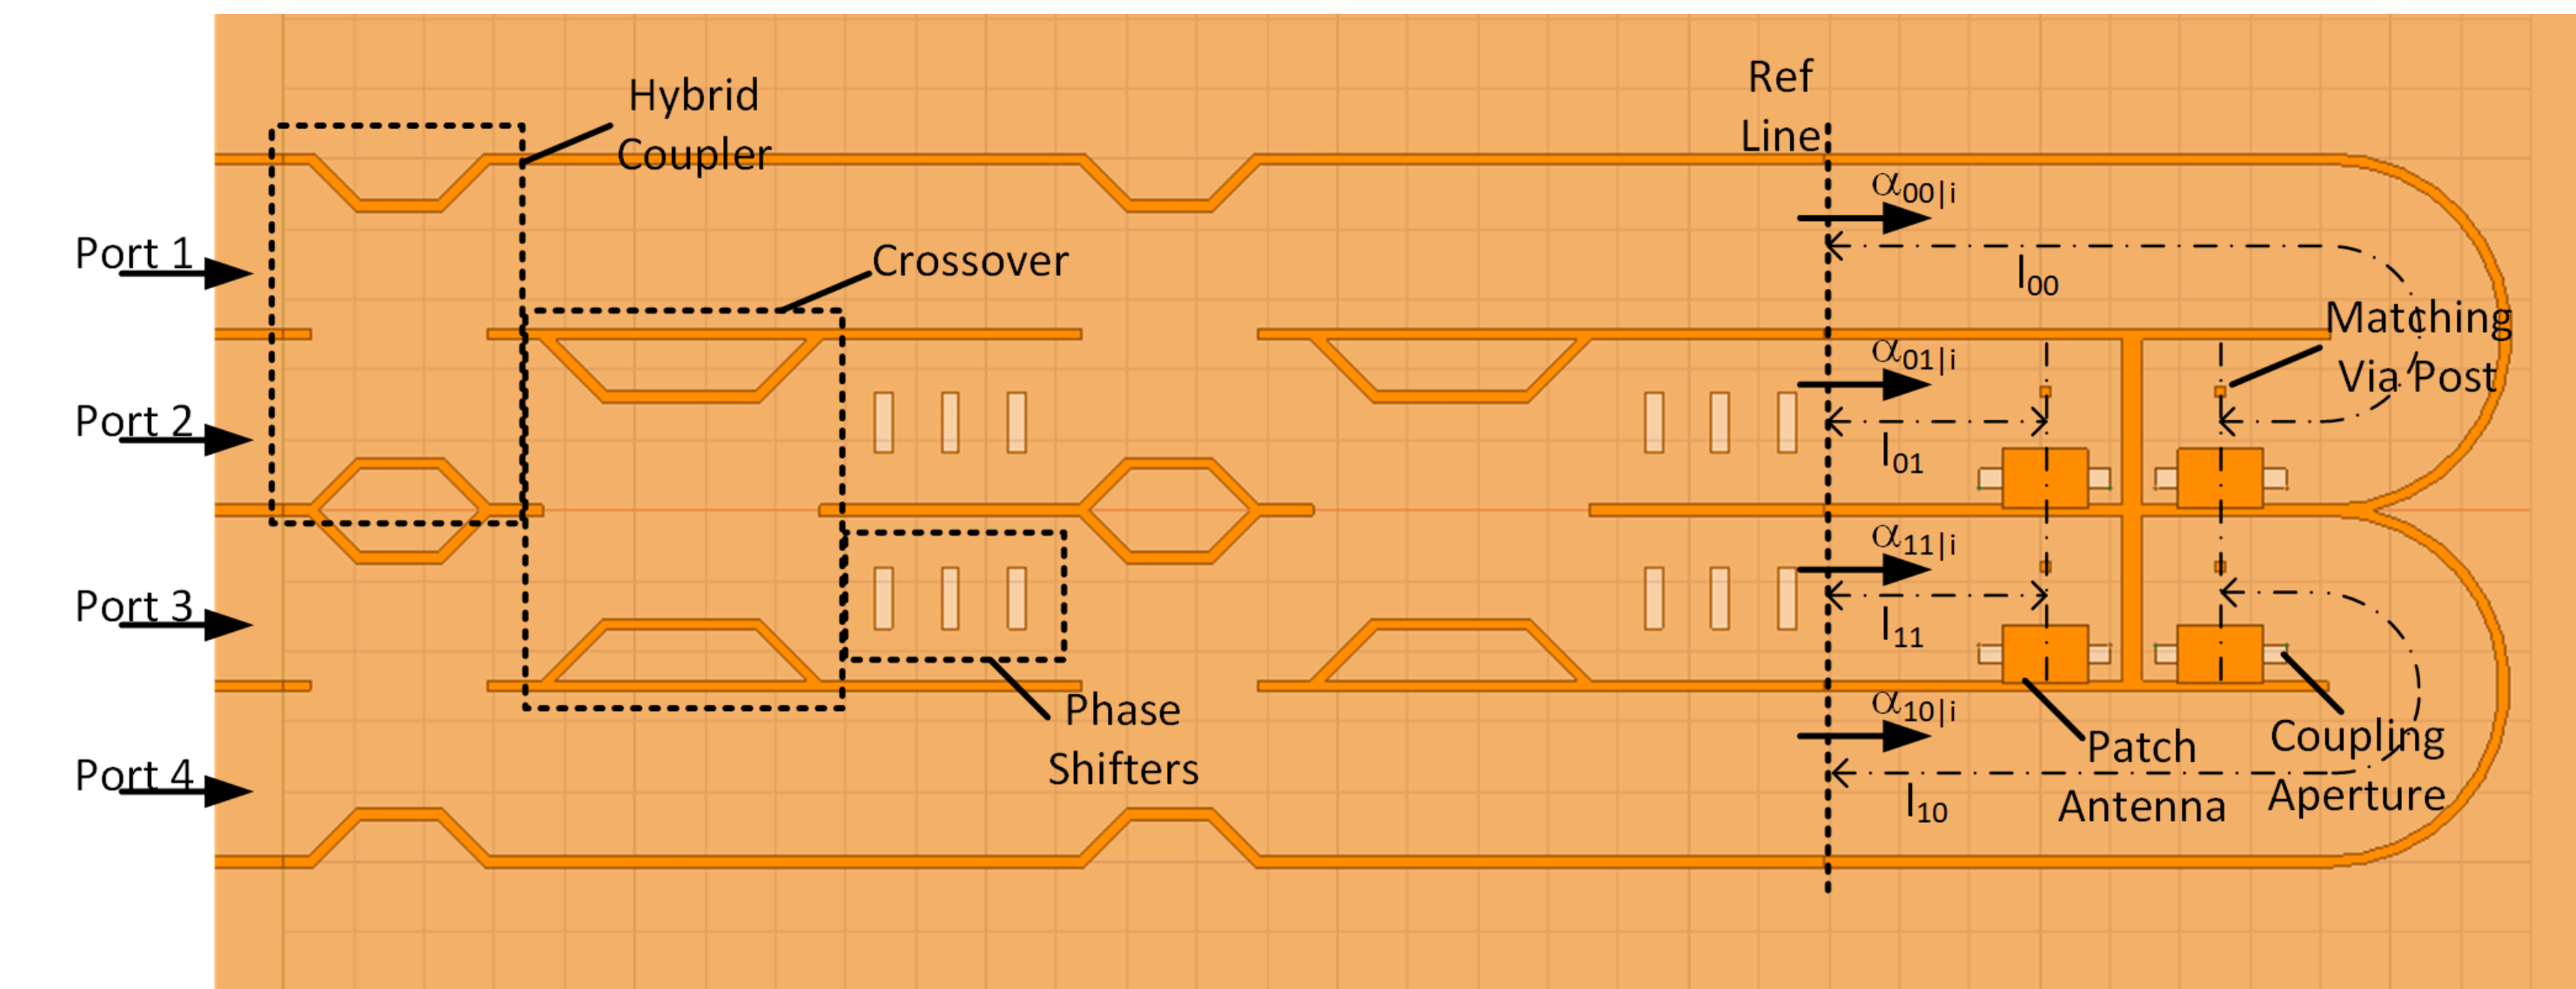 Hybrid
Coupler
Ref
Line
Port 1
Crossover
α00|i
l00
Matching
Via Post
Port 2
α01|i
l01
Port 3
α11|i
l11
Phase
Shifters
Port 4
α10|i
l10
Patch
Antenna
Coupling
Aperture